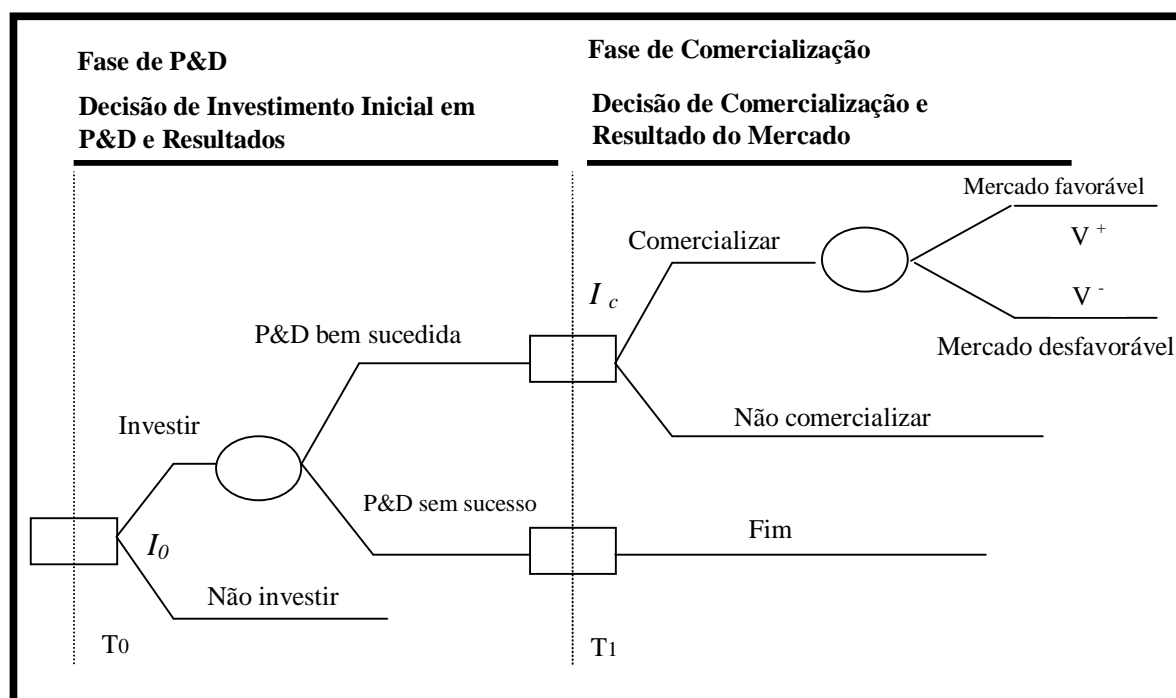 Fase de P&D
Decisão de Investimento Inicial em
P&D e Resultados
Fase de Comercialização
Decisão de Comercialização e
Resultado do Mercado
Mercado favorável
V +
Comercializar
V -
I c
Mercado desfavorável
P&D bem sucedida
Não comercializar
Investir
P&D sem sucesso
Fim
I0
Não investir
T0
T1